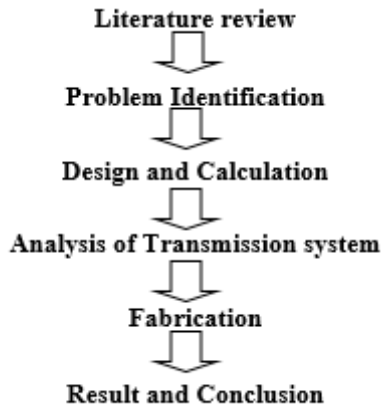 Literature review
Problem Identification
Design and Calculation
Analysis of Transmission system
Fabrication
Result and Conclusion